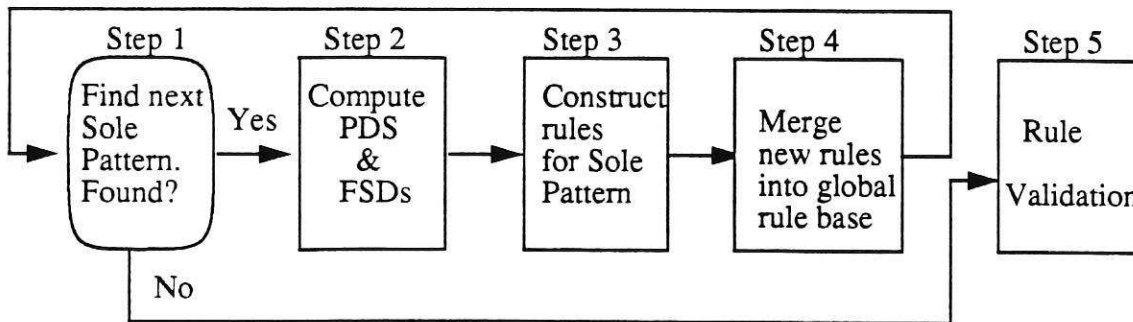 Step 1
Find next
Sole
Pattern.
Found?
Yes
No
Step 2
Compute
PDS
&
FSDs
Step 3
Construct
rules
for Sole
Pattern
Step 4
Merge
new rules
into global
rule base
Step 5
Rule
Validation